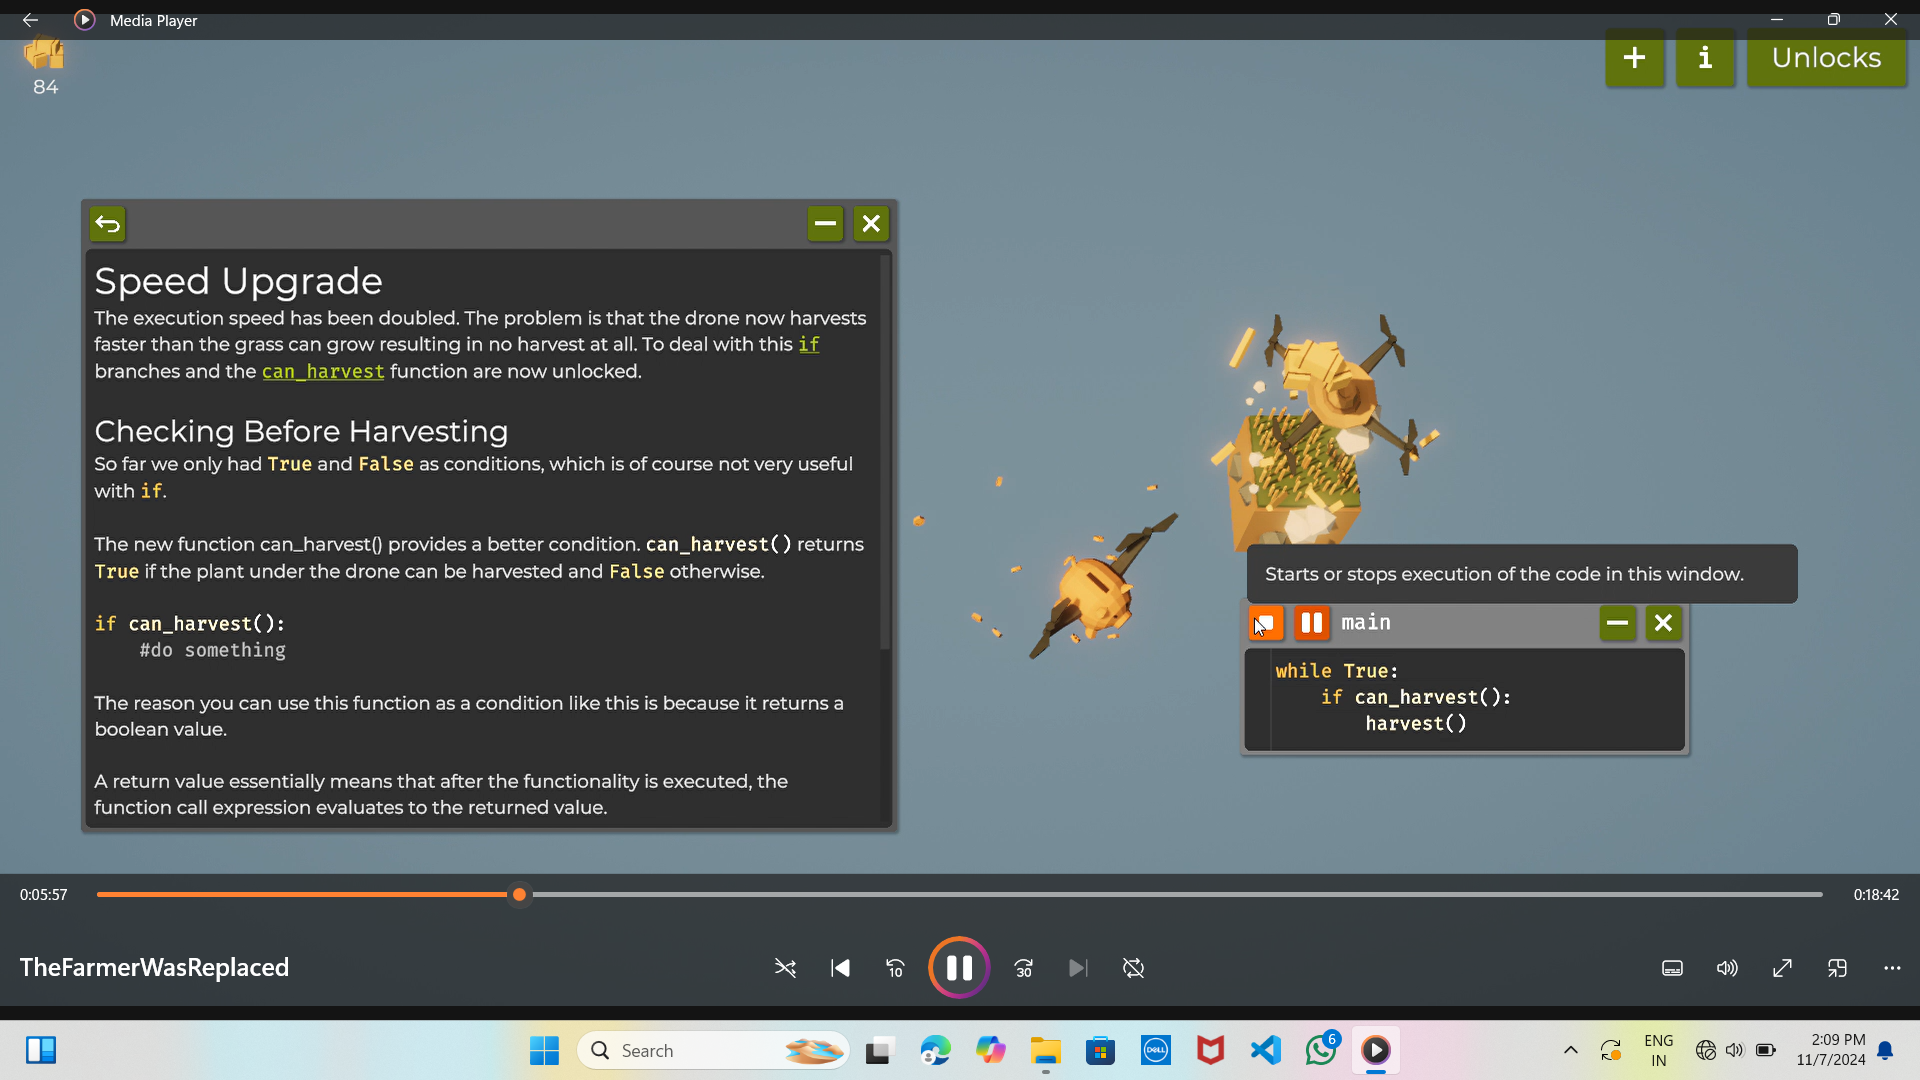 Media Player
84
+ i Unlocks
Speed Upgrade
The execution speed has been doubled. The problem is that the drone now harvests
faster than the grass can grow resulting in no harvest at all. To deal with this if
branches and the can_harvest function are now unlocked.
Checking Before Harvesting
So far we only had True and False as conditions, which is of course not very useful
with if.
The new function can_harvest() provides a better condition. can_harvest() returns
True if the plant under the drone can be harvested and False otherwise.
if can_harvest():
#do something
The reason you can use this function as a condition like this is because it returns a
boolean value.
A return value essentially means that after the functionality is executed, the
function call expression evaluates to the returned value.
Starts or stops execution of the code in this window.
main
while True:
if can_harvest():
harvest()
0:05:57
0:18:42
TheFarmerWasReplaced
10
30
Search
DELL
6
ENG
IN
2:09 PM
11/7/2024